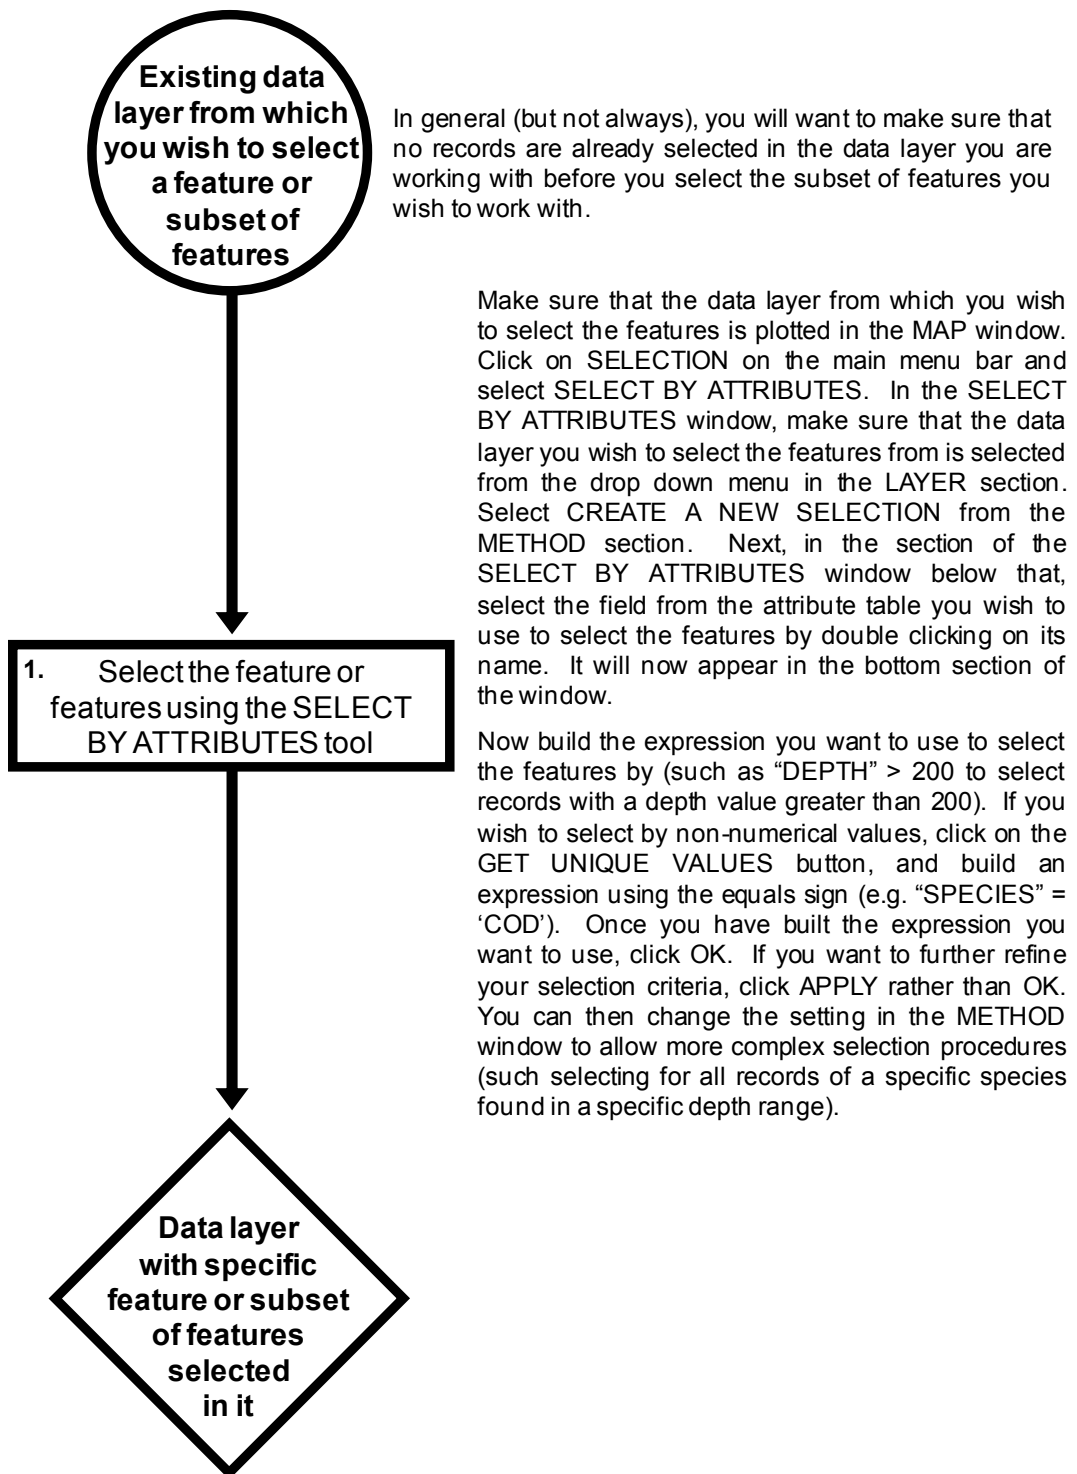 Existing data
layer from which
you wish to select
a feature or
subset of
features
In general (but not always), you will want to make sure that
no records are already selected in the data layer you are
working with before you select the subset of features you
wish to work with.
Make sure that the data layer from which you wish
to select the features is plotted in the MAP window.
Click on SELECTION on the main menu bar and
select SELECT BY ATTRIBUTES. In the SELECT
BY ATTRIBUTES window, make sure that the data
layer you wish to select the features from is selected
from the drop down menu in the LAYER section.
Select CREATE A NEW SELECTION from the
METHOD section. Next, in the section of the
SELECT BY ATTRIBUTES window below that,
select the field from the attribute table you wish to
use to select the features by double clicking on its
name. It will now appear in the bottom section of
the window.
1. Select the feature or
features using the SELECT
BY ATTRIBUTES tool
Now build the expression you want to use to select
the features by (such as “DEPTH” > 200 to select
records with a depth value greater than 200). If you
wish to select by non-numerical values, click on the
GET UNIQUE VALUES button, and build an
expression using the equals sign (e.g. “SPECIES” =
‘COD’). Once you have built the expression you
want to use, click OK. If you want to further refine
your selection criteria, click APPLY rather than OK.
You can then change the setting in the METHOD
window to allow more complex selection procedures
(such selecting for all records of a specific species
found in a specific depth range).
Data layer
with specific
feature or subset
of features
selected
in it